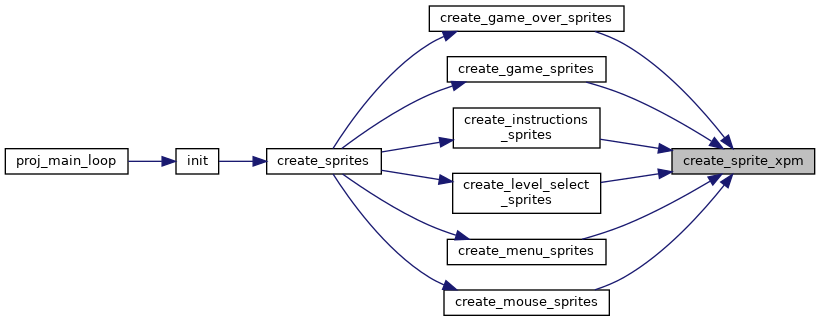 create_game_over_sprites
create_game_sprites
create_instructions
_sprites
proj_main_loop
init
create_sprites
create_sprite_xpm
create_level_select
_sprites
create_menu_sprites
create_mouse_sprites